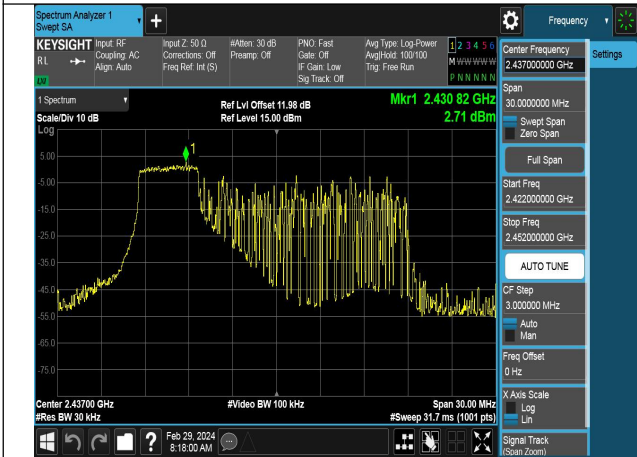 Spectrum Analyzer 1
Swept SA
+
Frequency
KEYSIGHT
RL
LXI
Input: RF
Coupling: AC
Align: Auto
Input Z: 50 Ω
Corrections: Off
Freq Ref: Int (S)
#Atten: 30 dB
Preamp: Off
PNO: Fast
Gate: Off
IF Gain: Low
Sig Track: Off
Avg Type: Log-Power
Avg|Hold: 100/100
Trig: Free Run
1 2 3 4 5 6
M W W W W W
P N N N N N
1 Spectrum
Scale/Div 10 dB
Log
Ref Lvl Offset 11.98 dB
Ref Level 15.00 dBm
Mkr1 2.430 82 GHz
2.71 dBm
1
5.00
-5.00
-15.0
-25.0
-35.0
-45.0
-55.0
-65.0
-75.0
Center 2.43700 GHz
#Res BW 30 kHz
#Video BW 100 kHz
Span 30.00 MHz
#Sweep 31.7 ms (1001 pts)
?
Feb 29, 2024
8:18:00 AM
Center Frequency
2.437000000 GHz
Span
30.0000000 MHz
Swept Span
Zero Span
Full Span
Start Freq
2.422000000 GHz
Stop Freq
2.452000000 GHz
AUTO TUNE
CF Step
3.000000 MHz
Auto
Man
Freq Offset
0 Hz
X Axis Scale
Log
Lin
Signal Track
(Span Zoom)
Settings